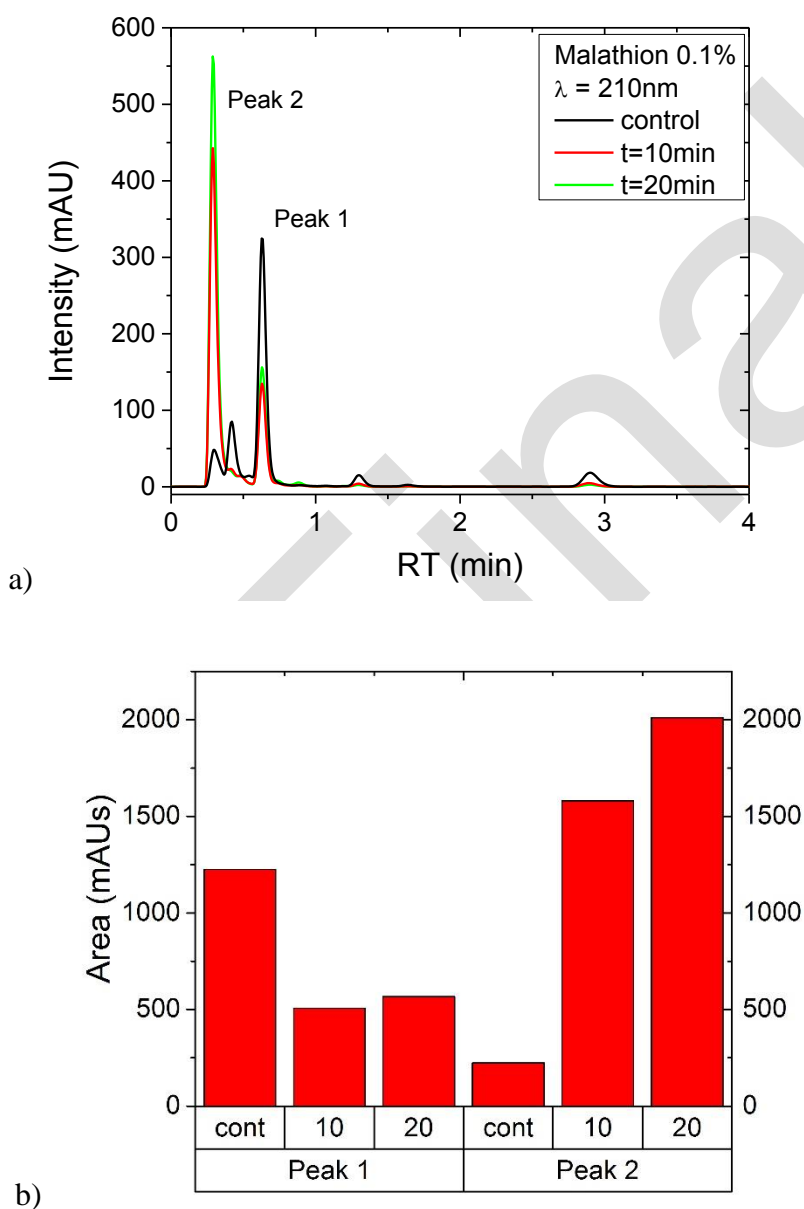 600
500
400
300
200
100
0
Intensity (mAU)
Peak 2
Peak 1
Malathion 0.1%
λ = 210nm
control
t=10min
t=20min
0 1 2 3 4
RT (min)
a)
2000
1500
1000
500
0
Area (mAUs)
2000
1500
1000
500
0
cont 10 20 cont 10 20
Peak 1 Peak 2
b)